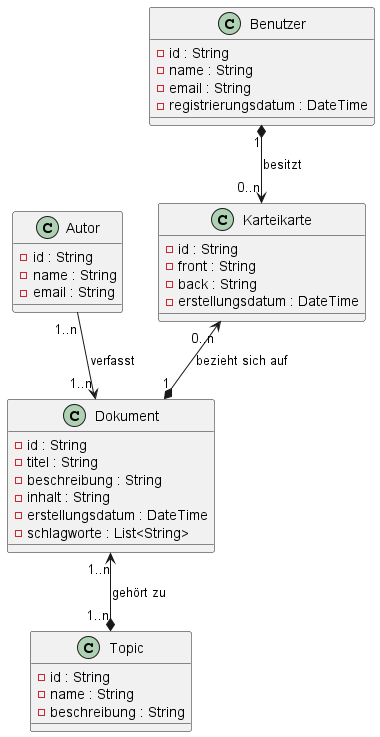 C Benutzer
id : String
name : String
email : String
registrierungsdatum : DateTime
1
besitzt
0..n
C Autor
id : String
name : String
email : String
C Karteikarte
id : String
front : String
back : String
erstellungsdatum : DateTime
1..n
verfasst
1..n
0..n
bezieht sich auf
1
C Dokument
id : String
titel : String
beschreibung : String
inhalt : String
erstellungsdatum : DateTime
schlagworte : List<String>
1..n
gehört zu
1..n
C Topic
id : String
name : String
beschreibung : String